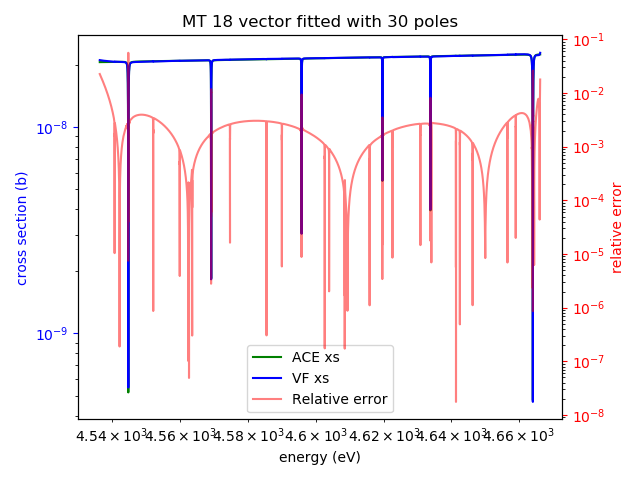 MT 18 vector fitted with 30 poles
10⁻⁸
10⁻⁹
cross section (b)
10⁻¹
10⁻²
10⁻³
10⁻⁴
10⁻⁵
10⁻⁶
10⁻⁷
10⁻⁸
relative error
ACE xs
VF xs
Relative error
4.54 × 10³ 4.56 × 10³ 4.58 × 10³ 4.6 × 10³ 4.62 × 10³ 4.64 × 10³ 4.66 × 10³
energy (eV)